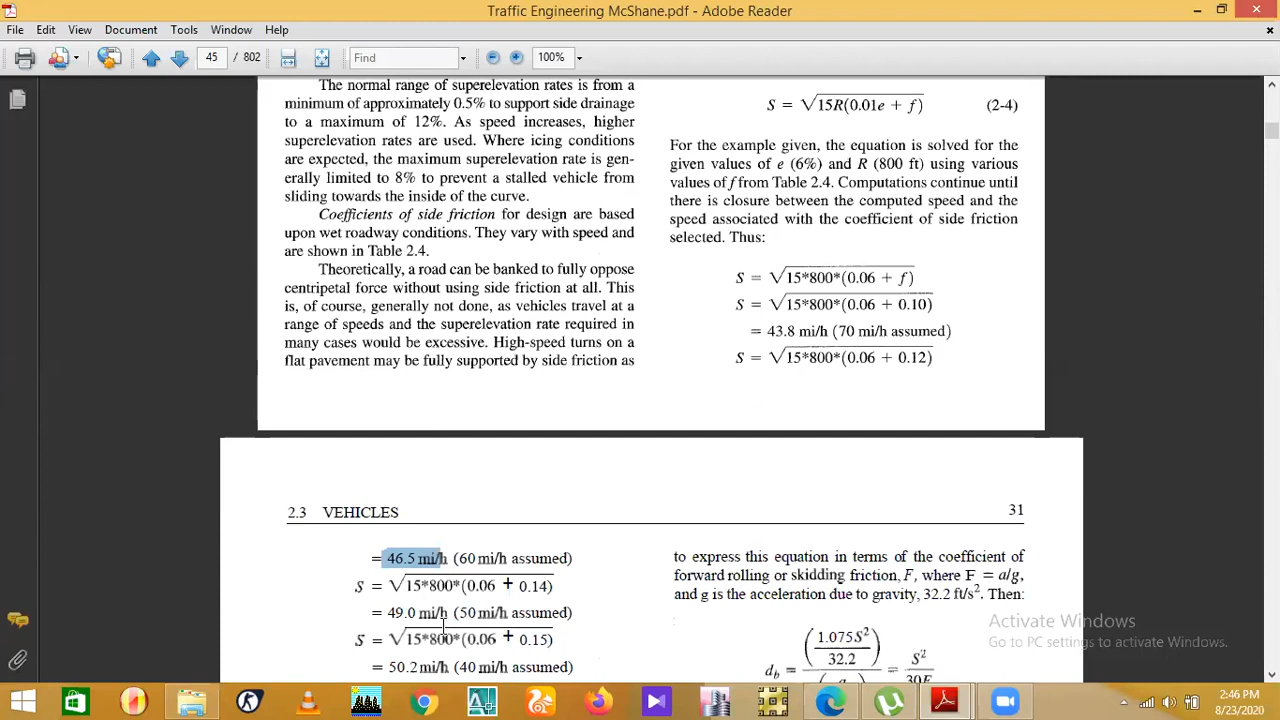 Traffic Engineering McShane.pdf - Adobe Reader
File Edit View Document Tools Window Help
45 / 802 100% Find
The normal range of superelevation rates is from a
minimum of approximately 0.5% to support side drainage
to a maximum of 12%. As speed increases, higher
superelevation rates are used. Where icing conditions
are expected, the maximum superelevation rate is gen-
erally limited to 8% to prevent a stalled vehicle from
sliding towards the inside of the curve.
Coefficients of side friction for design are based
upon wet roadway conditions. They vary with speed and
are shown in Table 2.4.
Theoretically, a road can be banked to fully oppose
centripetal force without using side friction at all. This
is, of course, generally not done, as vehicles travel at a
range of speeds and the superelevation rate required in
many cases would be excessive. High-speed turns on a
flat pavement may be fully supported by side friction as
S = √15R(0.01e + f) (2-4)
For the example given, the equation is solved for the
given values of e (6%) and R (800 ft) using various
values of f from Table 2.4. Computations continue until
there is closure between the computed speed and the
speed associated with the coefficient of side friction
selected. Thus:
S = √15*800*(0.06 + f)
S = √15*800*(0.06 + 0.10)
= 43.8 mi/h (70 mi/h assumed)
S = √15*800*(0.06 + 0.12)
2.3 VEHICLES 31
= 46.5 mi/h (60 mi/h assumed)
S = √15*800*(0.06 + 0.14)
= 49.0 mi/h (50 mi/h assumed)
S = √15*800*(0.06 + 0.15)
= 50.2 mi/h (40 mi/h assumed)
to express this equation in terms of the coefficient of
forward rolling or skidding friction, F, where F = a/g,
and g is the acceleration due to gravity, 32.2 ft/s². Then:
(1.075S²
32.2)
d_b = = S²
30F
Activate Windows
Go to PC settings to activate Windows.
2:46 PM
8/23/2020